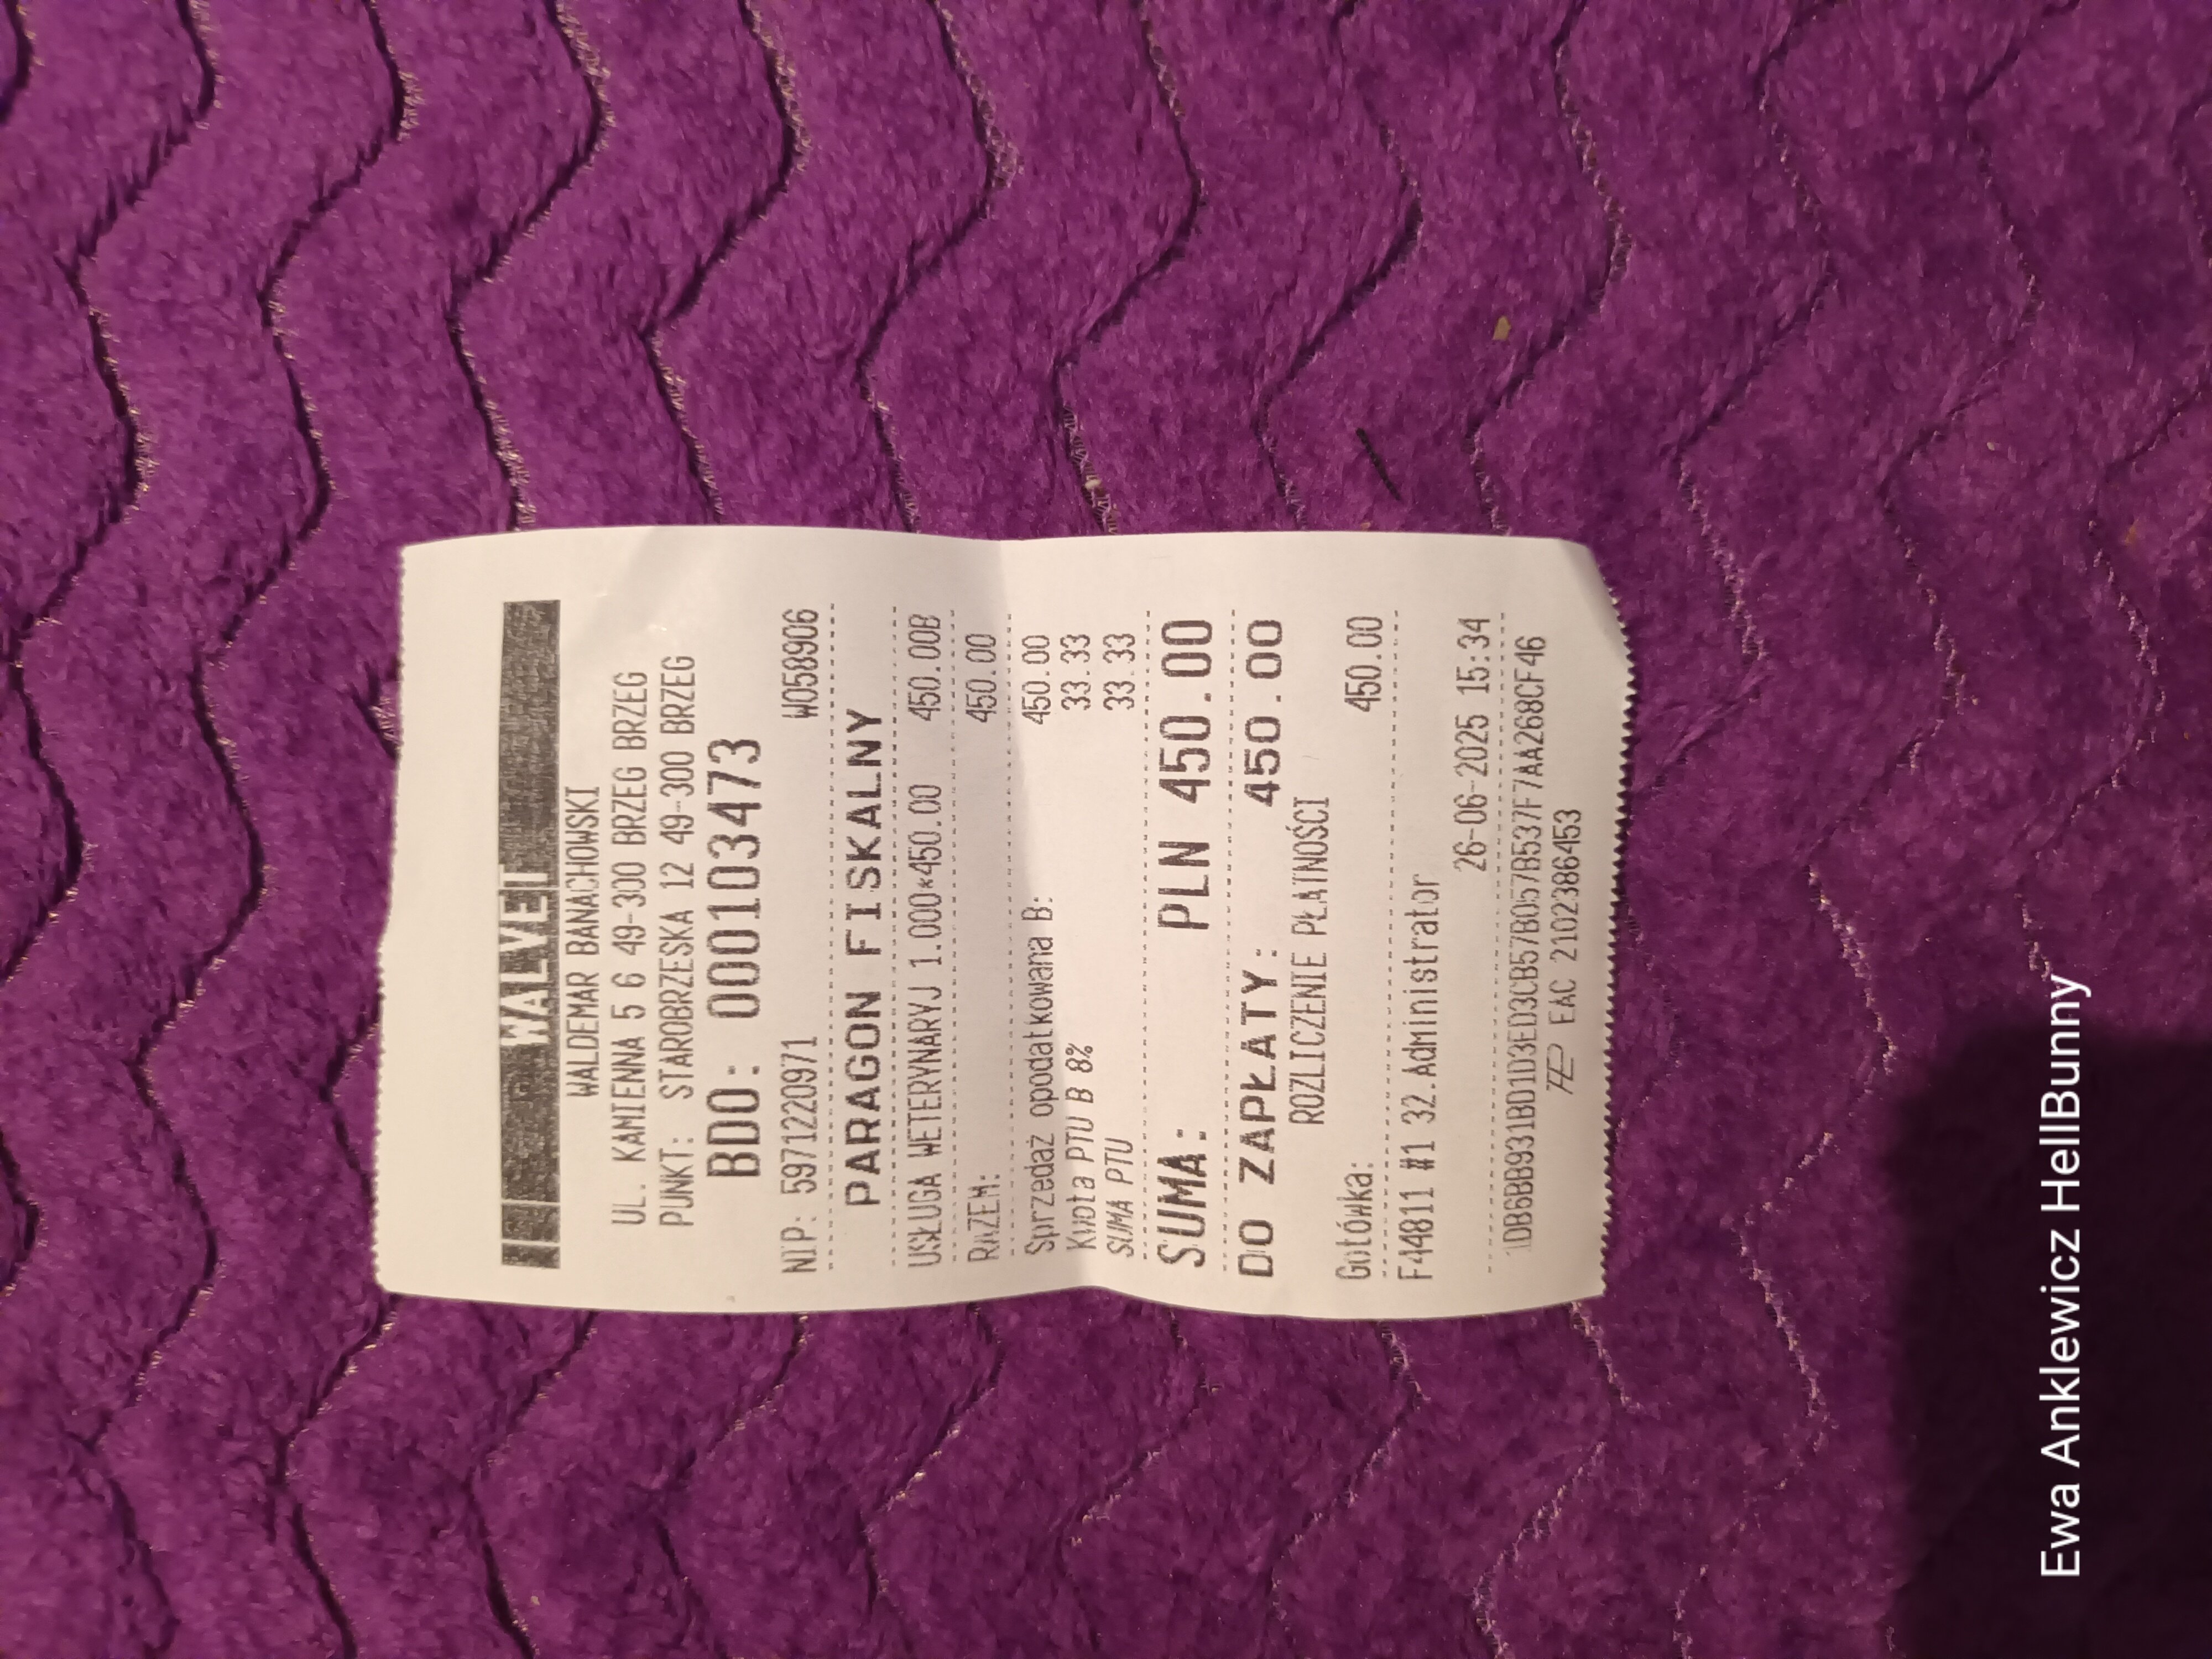 WALVET
WALDEMAR BANACHOWSKI
UL. KAMIENNA 5 6 49-300 BRZEG BRZEG
PUNKT: STAROBRZESKA 12 49-300 BRZEG
BDO: 000103473
NIP: 5971220971 W058906
PARAGON FISKALNY
USŁUGA WETERYNARYJ 1.000*450.00 450.00B
RAZEM: 450.00
Sprzedaż opodatkowana B: 450.00
Kwota PTU B 8% 33.33
SUMA PTU 33.33
SUMA: PLN 450.00
DO ZAPŁATY: 450.00
ROZLICZENIE PŁATNOŚCI
Gotówka: 450.00
F44811 #1 32.Administrator
26-06-2025 15:34
1DB6BB931BD1D3ED3CB57B057B537F7AA268CF46
EAC 2102386453
Ewa Anklewicz HellBunny